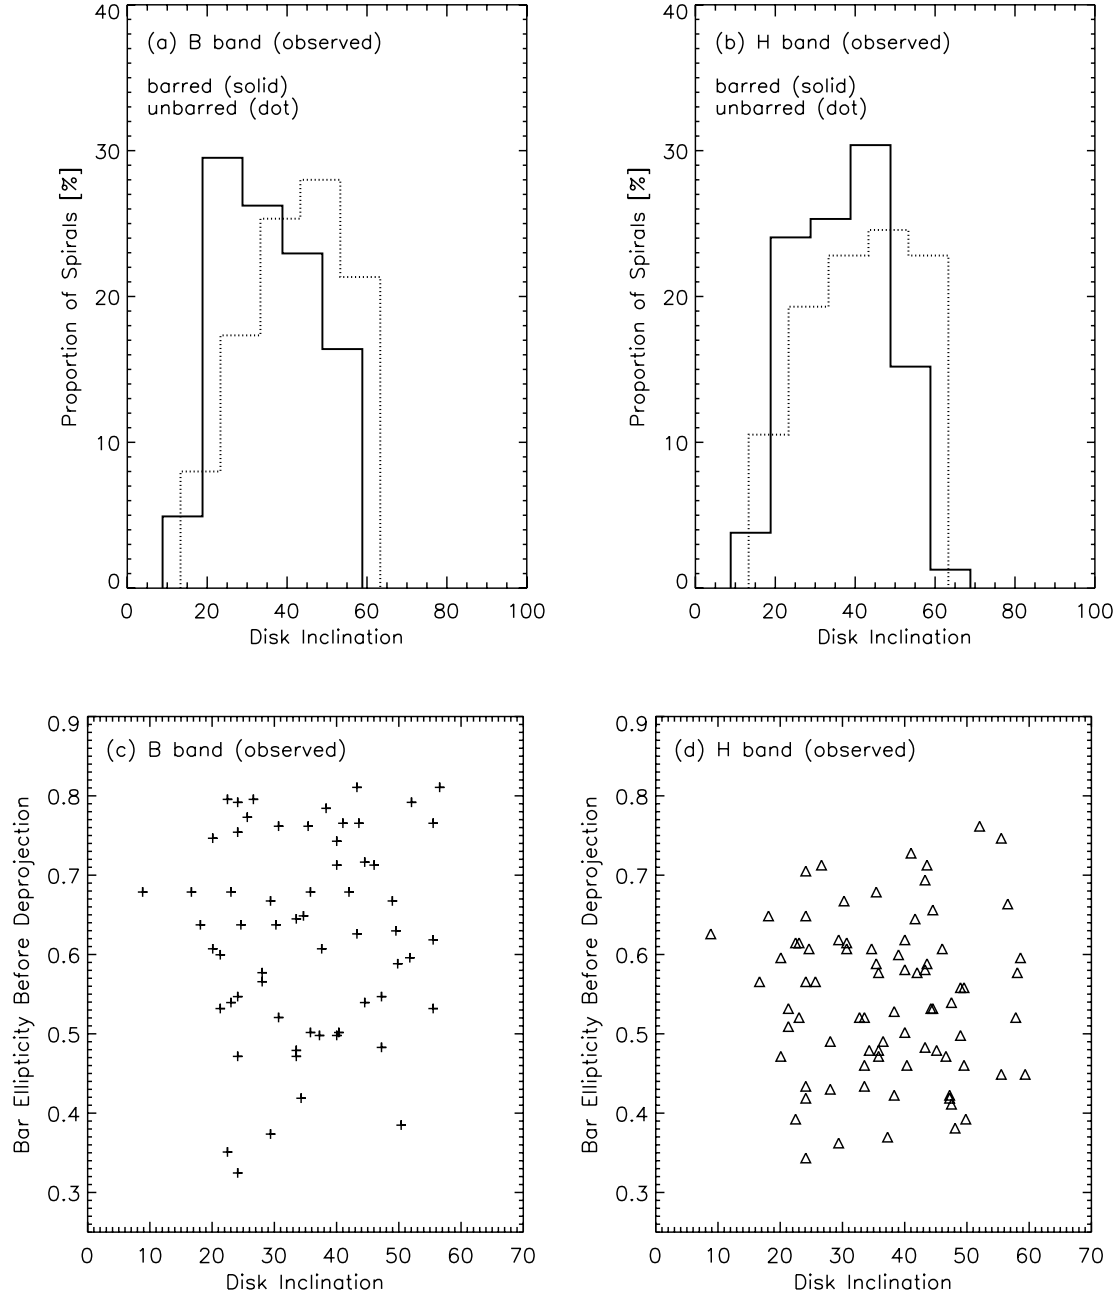 (a) B band (observed)
barred (solid)
unbarred (dot)
Proportion of Spirals [%]
40
30
20
10
0
0 20 40 60 80 100
Disk Inclination
(b) H band (observed)
barred (solid)
unbarred (dot)
Proportion of Spirals [%]
40
30
20
10
0
0 20 40 60 80 100
Disk Inclination
(c) B band (observed)
Bar Ellipticity Before Deprojection
0.9
0.8
0.7
0.6
0.5
0.4
0.3
0 10 20 30 40 50 60 70
Disk Inclination
(d) H band (observed)
Bar Ellipticity Before Deprojection
0.9
0.8
0.7
0.6
0.5
0.4
0.3
0 10 20 30 40 50 60 70
Disk Inclination